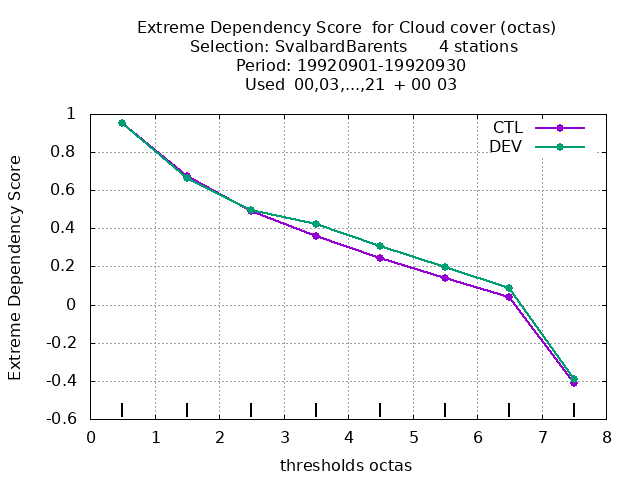 Extreme Dependency Score  for Cloud cover (octas)
Selection: SvalbardBarents      4 stations
Period: 19920901-19920930
Used  00,03,...,21  + 00 03
CTL
DEV
Extreme Dependency Score
1
0.8
0.6
0.4
0.2
0
-0.2
-0.4
-0.6
0 1 2 3 4 5 6 7 8
thresholds octas